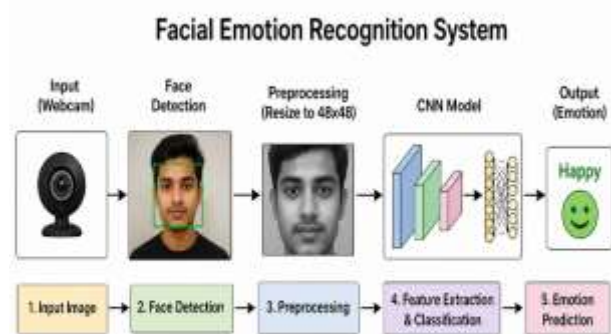 Facial Emotion Recognition System
Input
(Webcam)
Face
Detection
Preprocessing
(Resize to 48x48)
CNN Model
Output
(Emotion)
Happy
1. Input Image
2. Face Detection
3. Preprocessing
4. Feature Extraction
& Classification
5. Emotion
Prediction